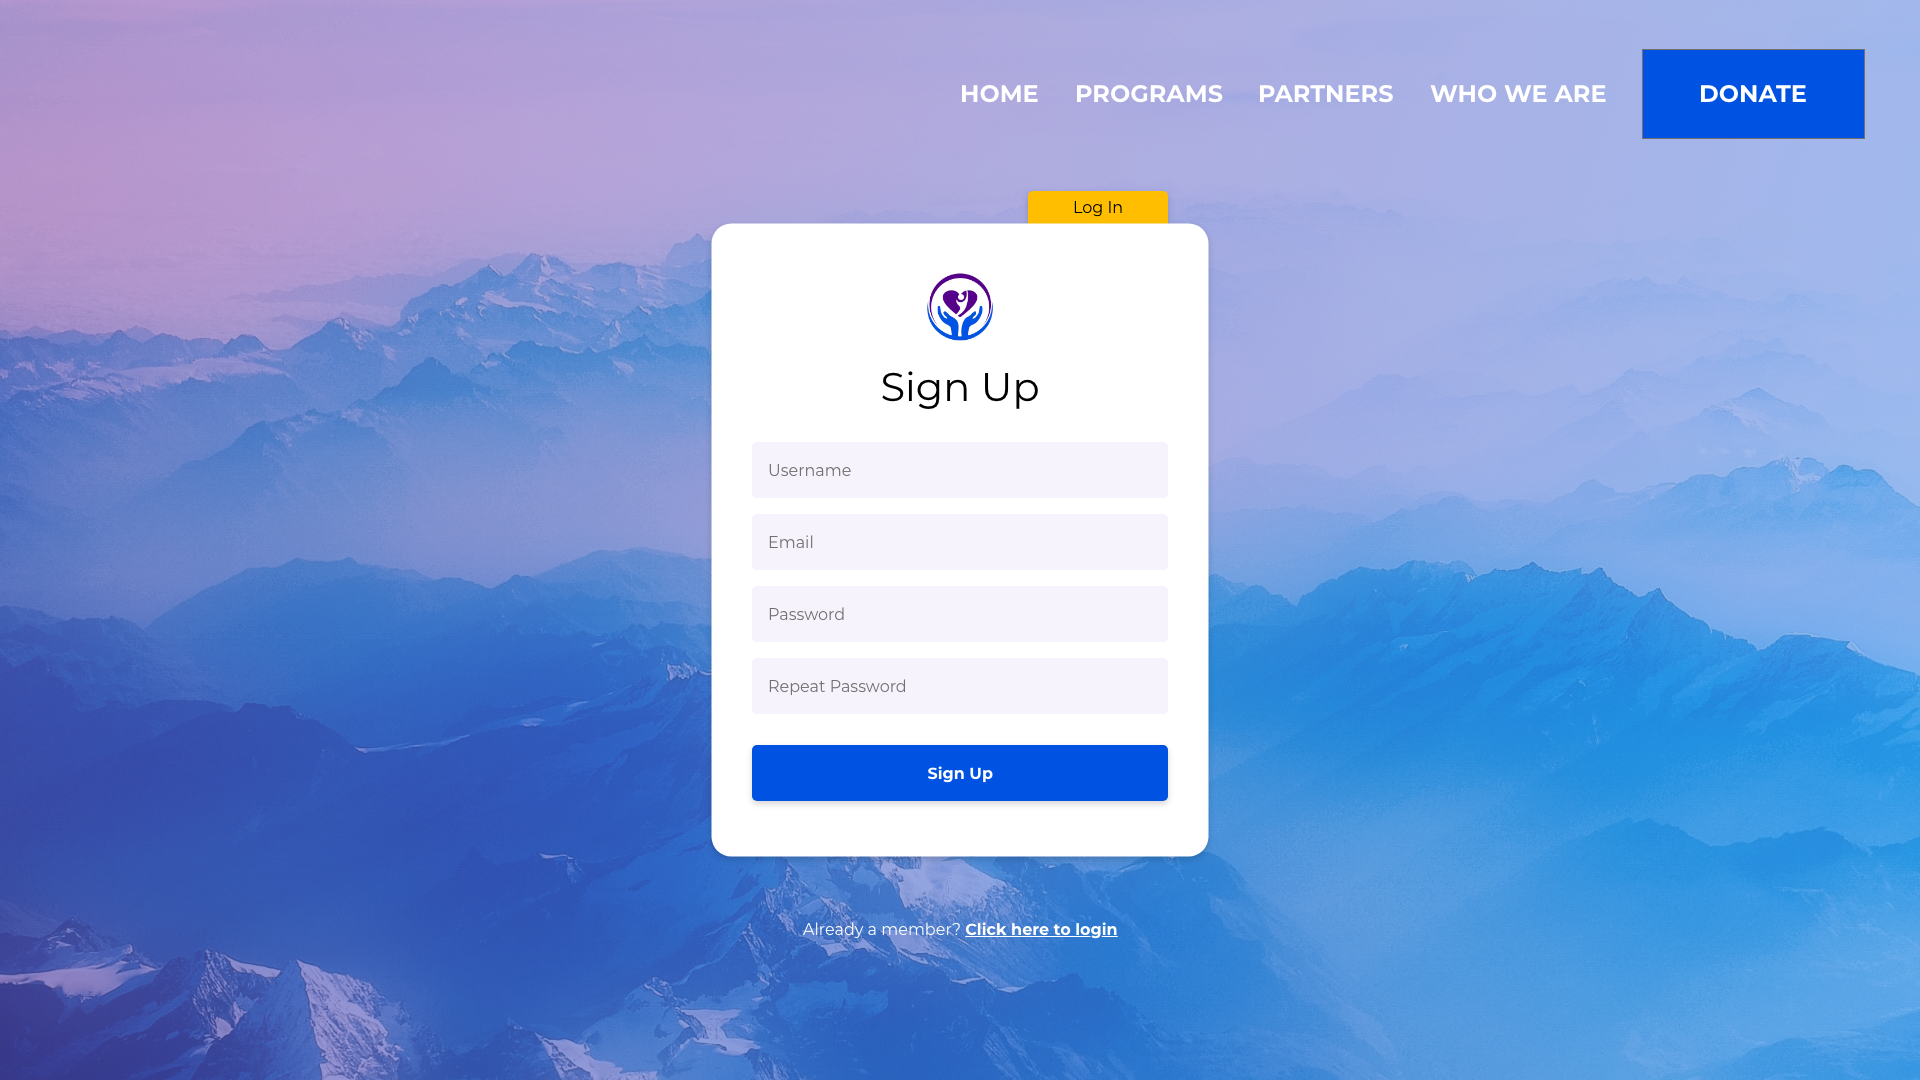 HOME PROGRAMS PARTNERS WHO WE ARE DONATE
Log In
Sign Up
Username
Email
Password
Repeat Password
Sign Up
Already a member? Click here to login